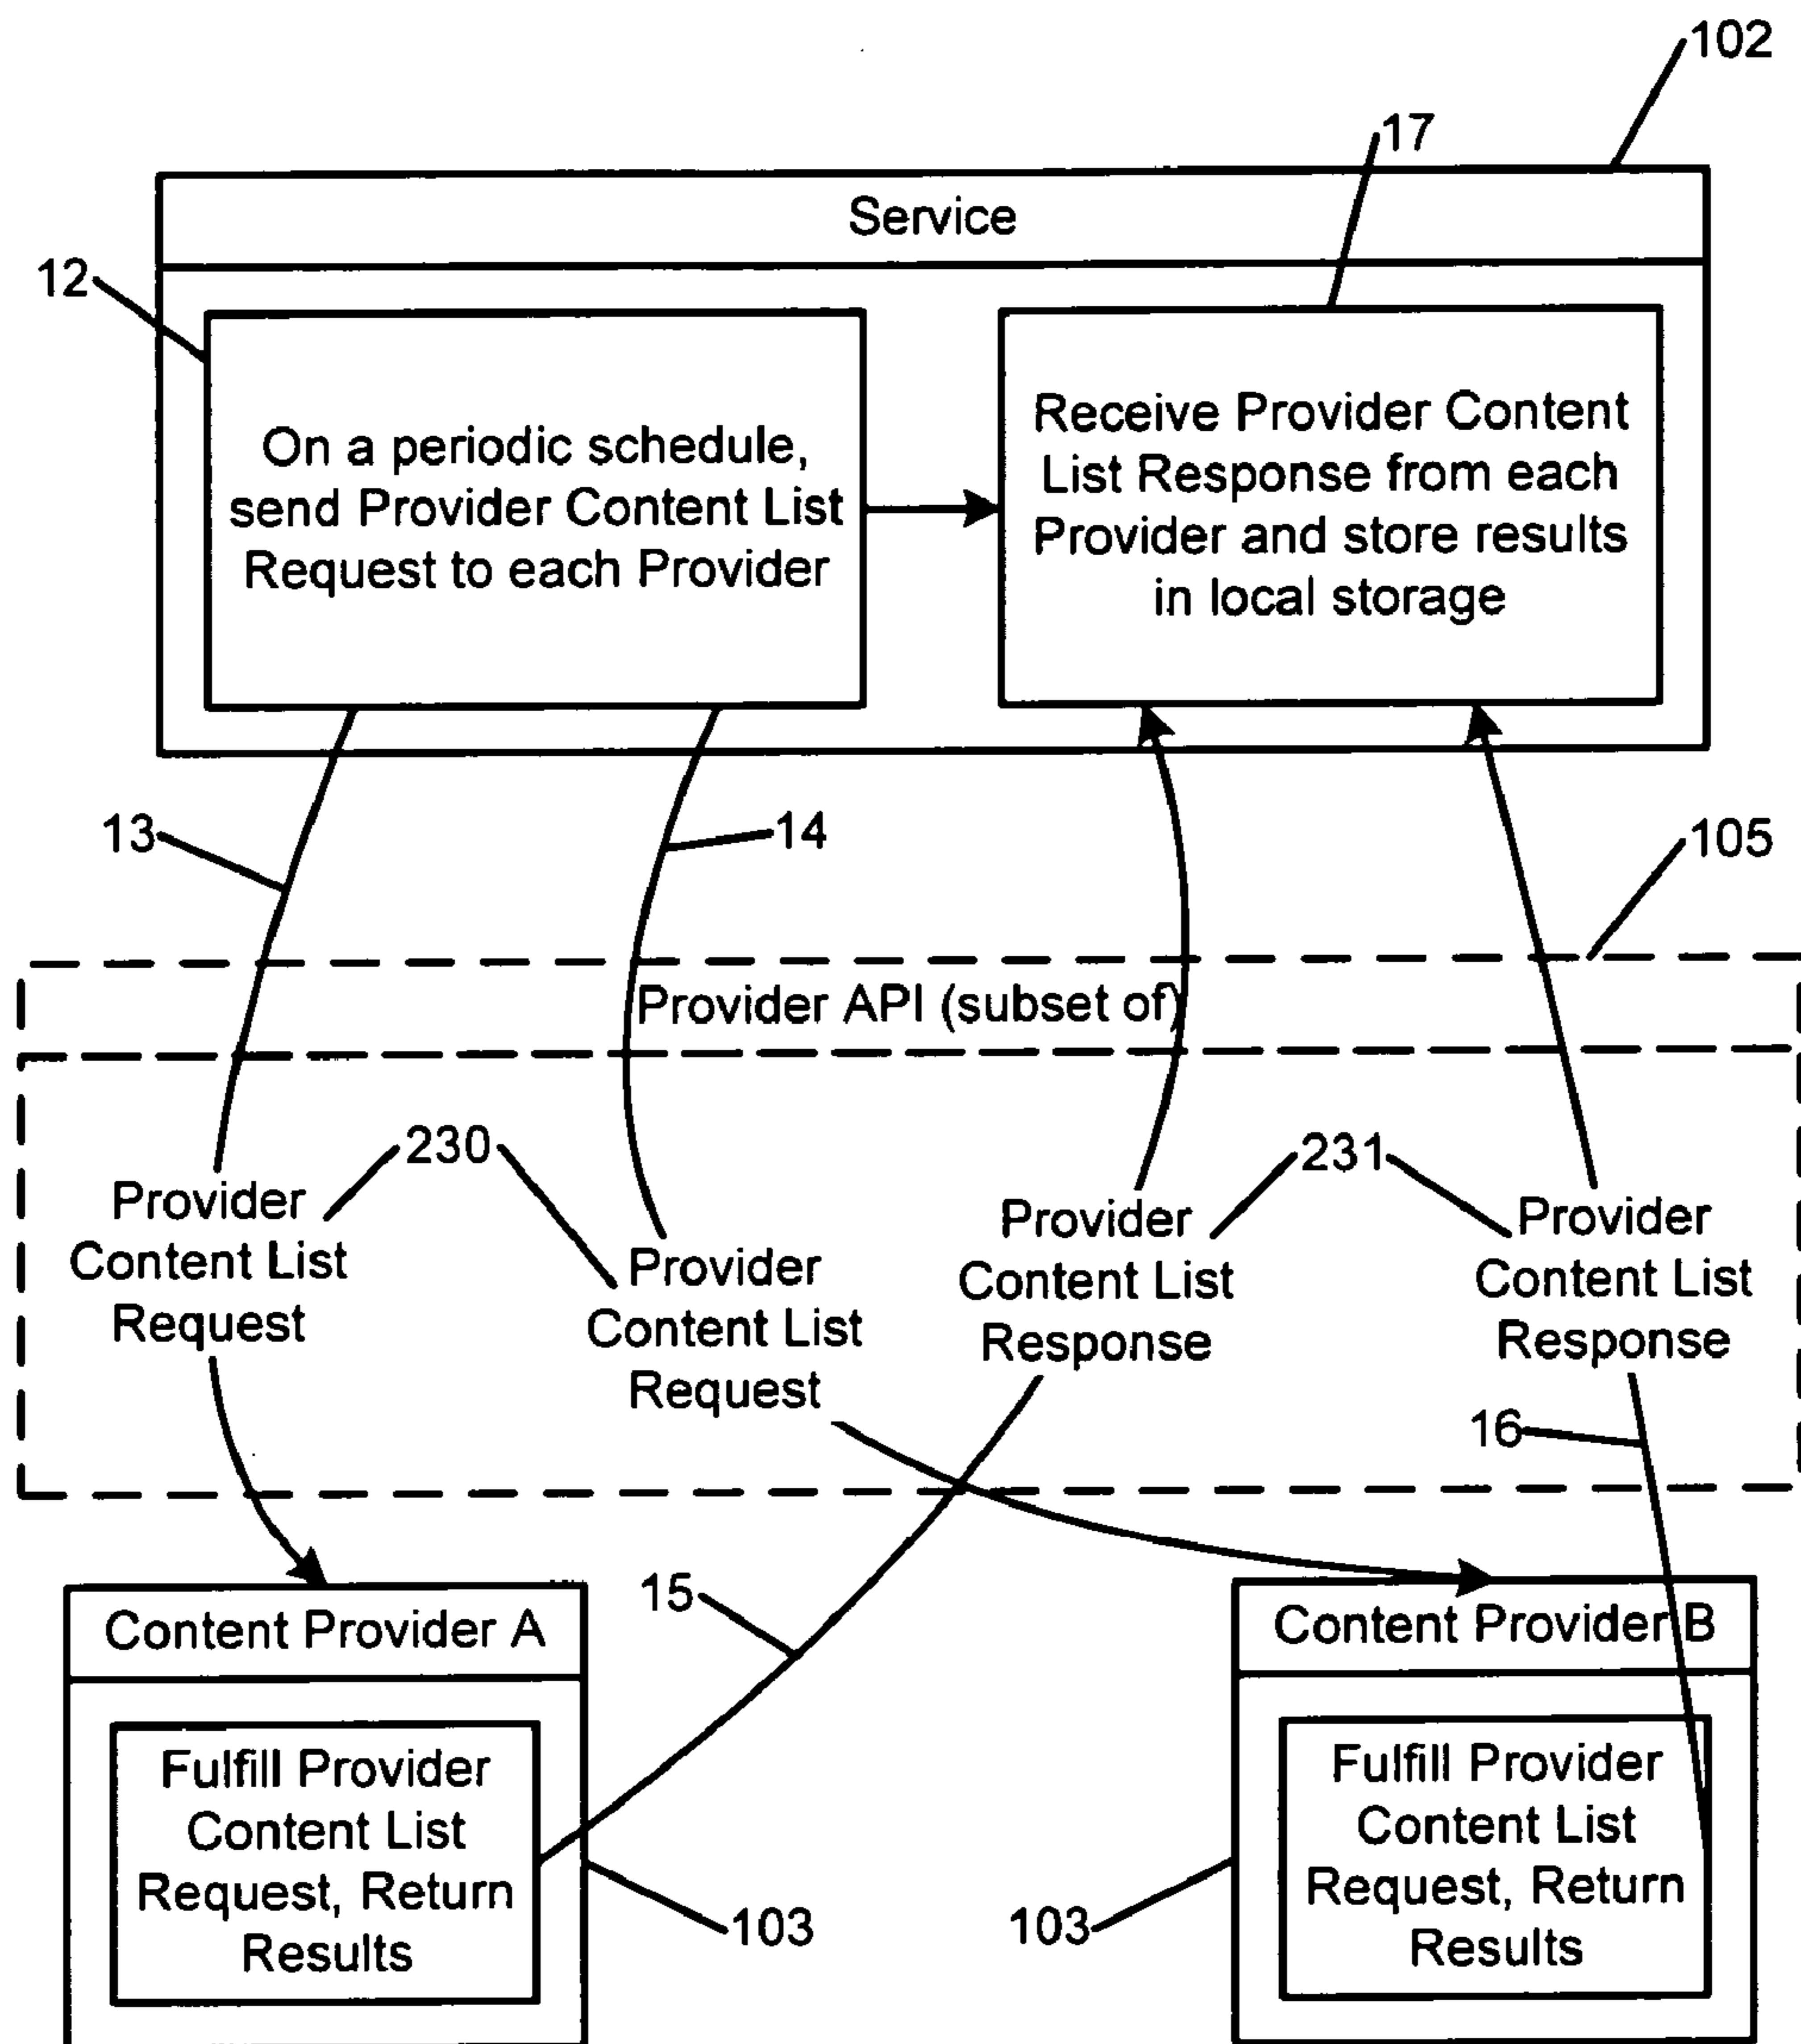 102
17
Service
12
On a periodic schedule,
send Provider Content List
Request to each Provider
Receive Provider Content
List Response from each
Provider and store results
in local storage
13
14
105
Provider API (subset of)
230
231
Provider
Content List
Request
Provider
Content List
Request
Provider
Content List
Response
Provider
Content List
Response
16
15
Content Provider A
Content Provider B
Fulfill Provider
Content List
Request, Return
Results
Fulfill Provider
Content List
Request, Return
Results
103
103